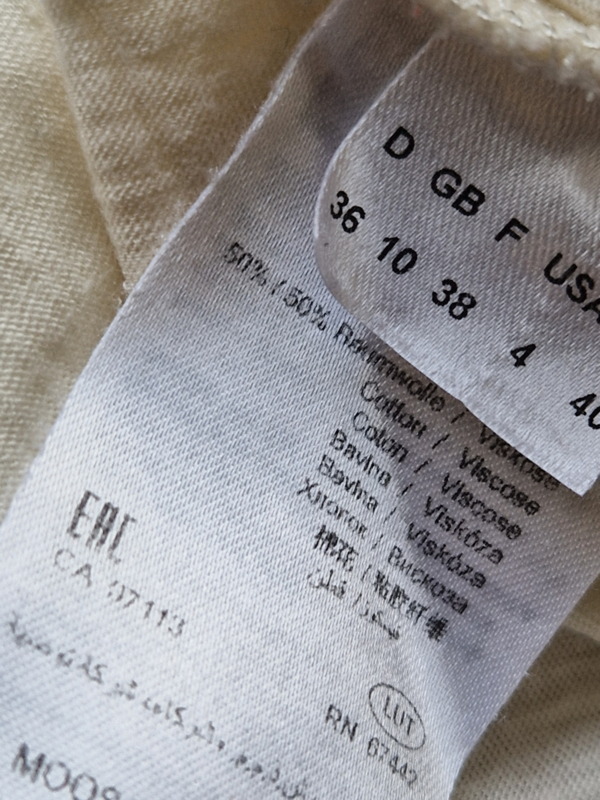 D GB F USA
36 10 38 4 40
50% / 50% Baumwolle / Viskose
Cotton / Viscose
Coton / Viscose
Bavlna / Viskóza
Bavlna / Viskóza
Хлопок / Вискоза
棉花 / 粘胶纤维
EAC
CA 07113
LUT
RN 67442